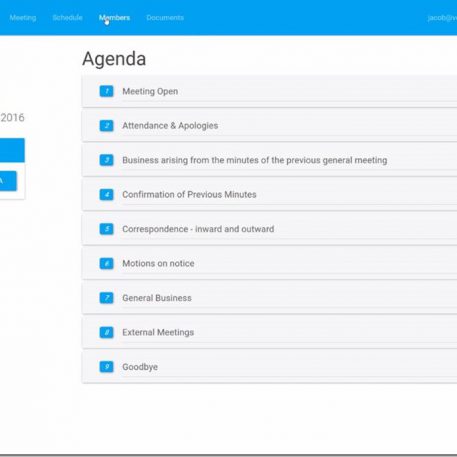 Meeting Schedule Members Documents jacob@v
Agenda
2016
1 Meeting Open
2 Attendance & Apologies
3 Business arising from the minutes of the previous general meeting
4 Confirmation of Previous Minutes
A
5 Correspondence - inward and outward
6 Motions on notice
7 General Business
8 External Meetings
9 Goodbye